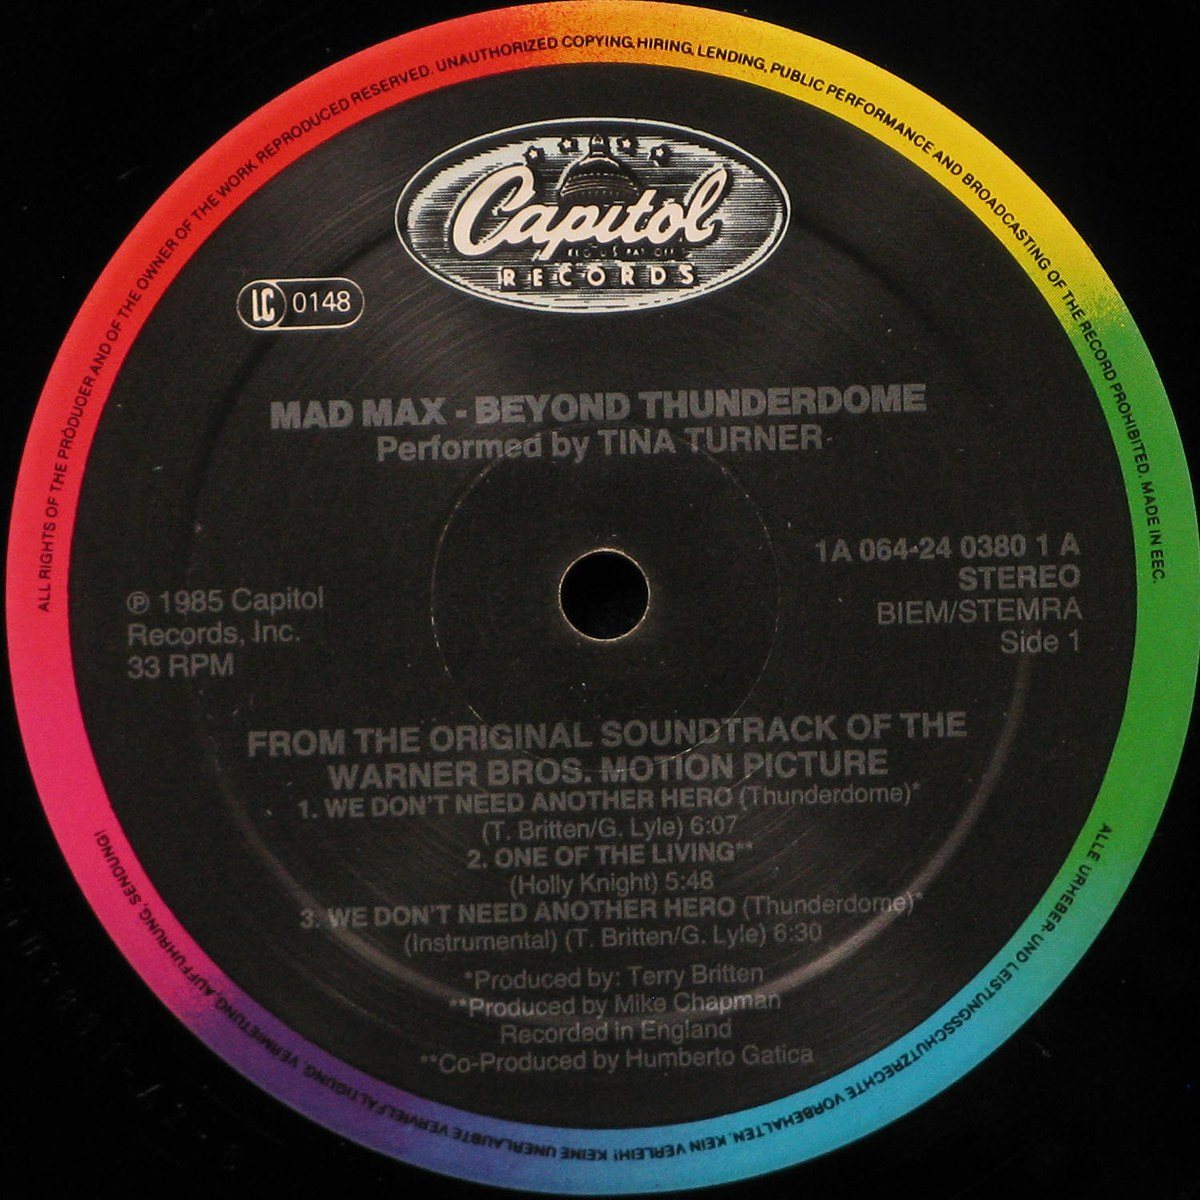 ALL RIGHTS OF THE PRODUCER AND OF THE OWNER OF THE WORK REPRODUCED RESERVED. UNAUTHORIZED COPYING, HIRING, LENDING, PUBLIC PERFORMANCE AND BROADCASTING OF THE RECORD PROHIBITED. MADE IN EEC.
Capitol
RECORDS
LC 0148
MAD MAX - BEYOND THUNDERDOME
Performed by TINA TURNER
1A 064-24 0380 1 A
STEREO
BIEM/STEMRA
Side 1
℗ 1985 Capitol
Records, Inc.
33 RPM
FROM THE ORIGINAL SOUNDTRACK OF THE
WARNER BROS. MOTION PICTURE
1. WE DON'T NEED ANOTHER HERO (Thunderdome)*
(T. Britten/G. Lyle) 6:07
2. ONE OF THE LIVING**
(Holly Knight) 5:48
3. WE DON'T NEED ANOTHER HERO (Thunderdome)*
(Instrumental) (T. Britten/G. Lyle) 6:30
*Produced by: Terry Britten
**Produced by Mike Chapman
Recorded in England
**Co-Produced by Humberto Gatica
ALLE URHEBER- UND LEISTUNGSSCHUTZRECHTE VORBEHALTEN. KEIN VERLEIH! KEINE UNERLAUBTE VERVIELFÄLTIGUNG, VERMIETUNG, AUFFÜHRUNG, SENDUNG!